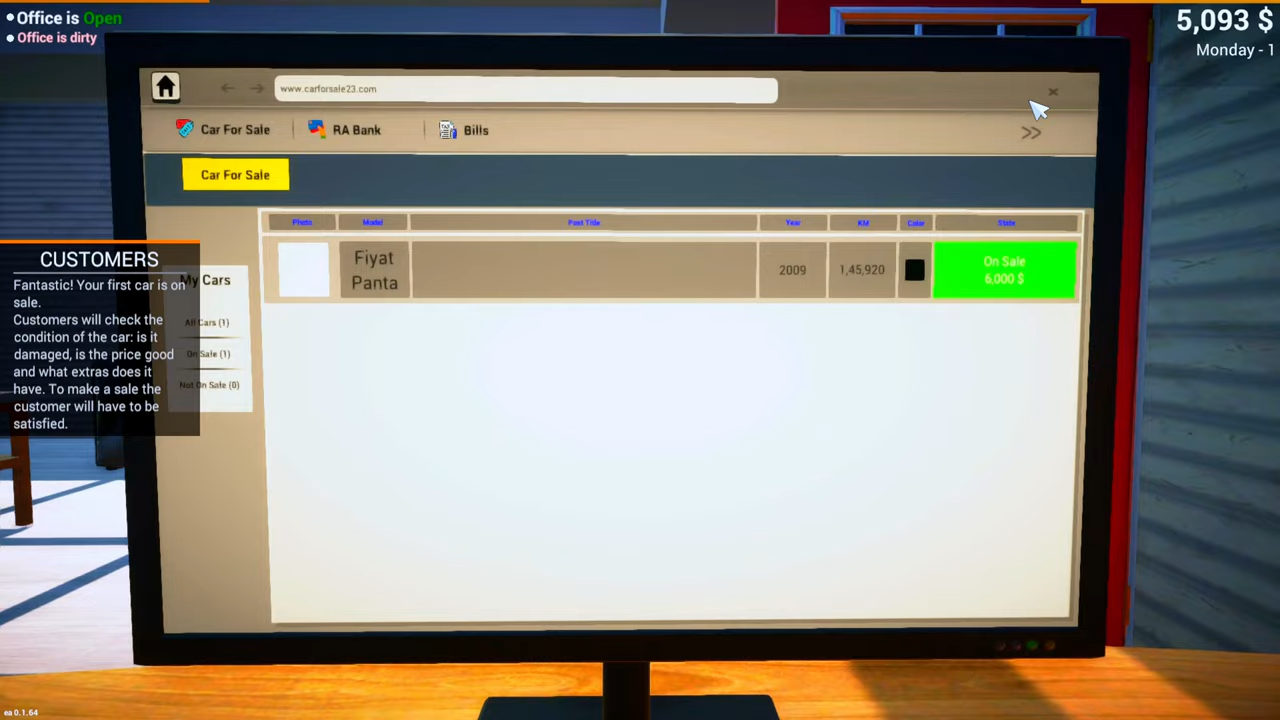 Office is Open
Office is dirty
5,093 $
Monday - 1
www.carforsale23.com
Car For Sale
RA Bank
Bills
>>
Car For Sale
Photo
Model
Post Title
Year
KM
Color
State
Fiyat
Panta
2009
1,45,920
On Sale
6,000 $
My Cars
All Cars (1)
On Sale (1)
Not On Sale (0)
CUSTOMERS
Fantastic! Your first car is on
sale.
Customers will check the
condition of the car: is it
damaged, is the price good
and what extras does it
have. To make a sale the
customer will have to be
satisfied.
ea 0.1.64